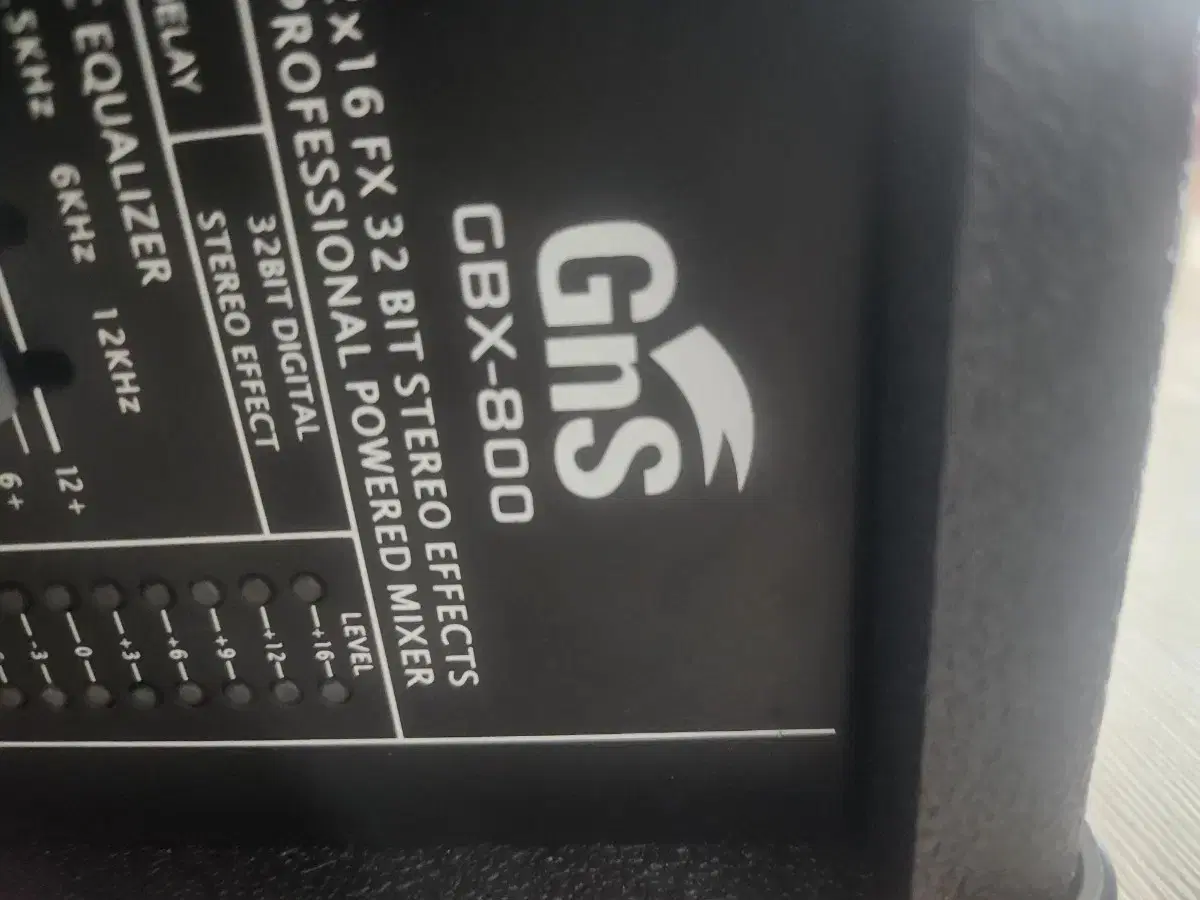 GnS
GBX-800
x16 FX 32 BIT STEREO EFFECTS
PROFESSIONAL POWERED MIXER
32BIT DIGITAL
STEREO EFFECT
EQUALIZER
6KHz 12KHz
12+
6+
LEVEL
+16
+12
+9
+6
+3
0
-3